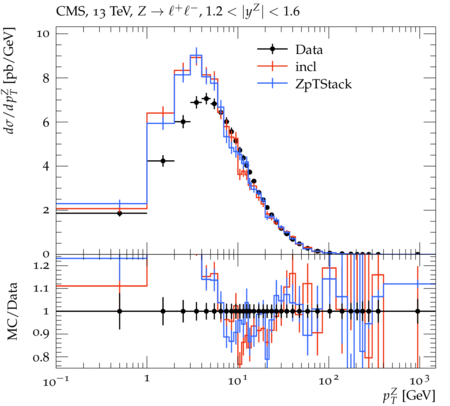 CMS, 13 TeV, Z → ℓ⁺ℓ⁻, 1.2 < |y^Z| < 1.6
dσ/dp_T^Z [pb/GeV]
10
8
6
4
2
0
Data
incl
ZpTStack
MC/Data
1.2
1.1
1
0.9
0.8
10⁻¹ 1 10¹ 10² 10³
p_T^Z [GeV]